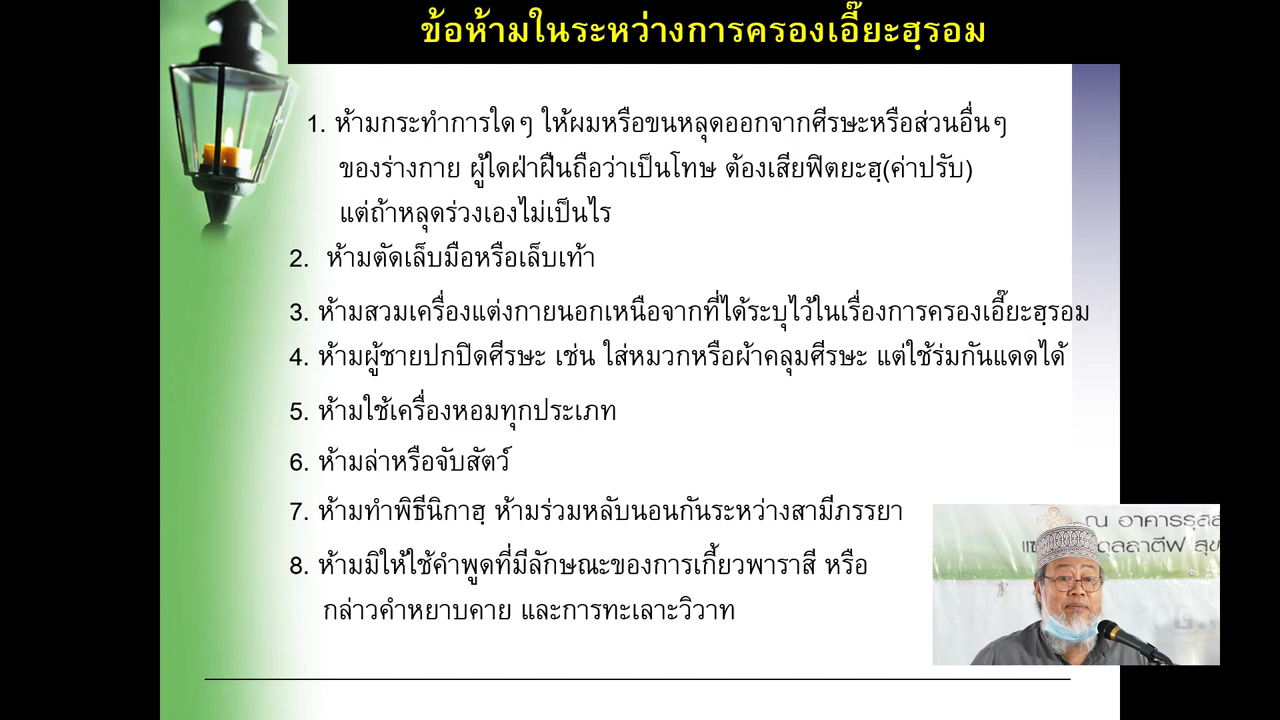 ข้อห้ามในระหว่างการครองเอี๊ยะฮฺรอม
1. ห้ามกระทำการใดๆ ให้ผมหรือขนหลุดออกจากศีรษะหรือส่วนอื่นๆ
ของร่างกาย ผู้ใดฝ่าฝืนถือว่าเป็นโทษ ต้องเสียฟิตยะฮฺ(ค่าปรับ)
แต่ถ้าหลุดร่วงเองไม่เป็นไร
2. ห้ามตัดเล็บมือหรือเล็บเท้า
3. ห้ามสวมเครื่องแต่งกายนอกเหนือจากที่ได้ระบุไว้ในเรื่องการครองเอี๊ยะฮฺรอม
4. ห้ามผู้ชายปกปิดศีรษะ เช่น ใส่หมวกหรือผ้าคลุมศีรษะ แต่ใช้ร่มกันแดดได้
5. ห้ามใช้เครื่องหอมทุกประเภท
6. ห้ามล่าหรือจับสัตว์
7. ห้ามทำพิธีนิกาฮฺ ห้ามร่วมหลับนอนกันระหว่างสามีภรรยา
8. ห้ามมิให้ใช้คำพูดที่มีลักษณะของการเกี้ยวพาราสี หรือ
กล่าวคำหยาบคาย และการทะเลาะวิวาท
ณ อาคาร